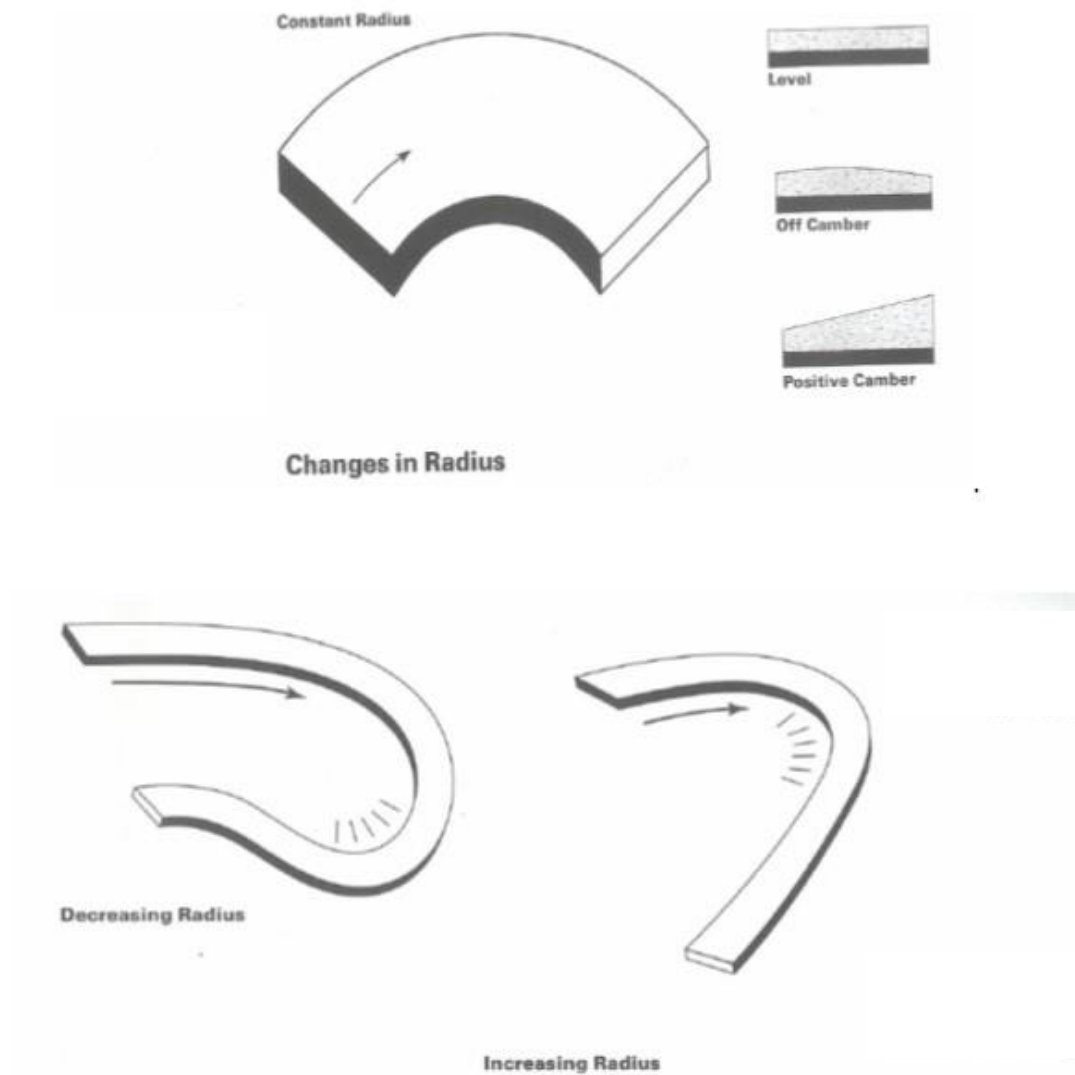 Constant Radius
Level
Off Camber
Positive Camber
Changes in Radius
Decreasing Radius
Increasing Radius